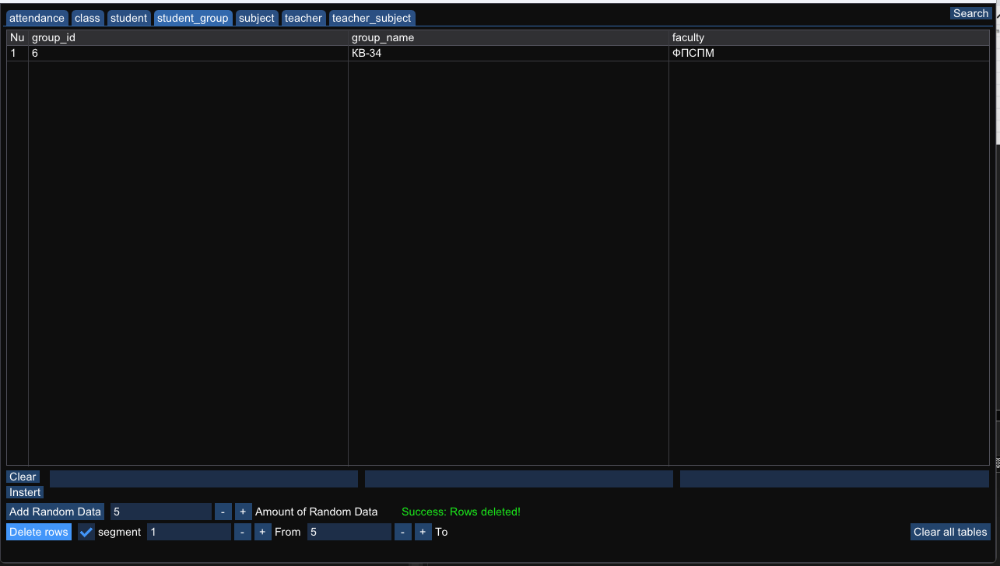 attendance class student student_group subject teacher teacher_subject Search
Nu group_id group_name faculty
1 6 КВ-34 ФПСПМ
Clear
Instert
Add Random Data 5 - + Amount of Random Data Success: Rows deleted!
Delete rows segment 1 - + From 5 - + To Clear all tables